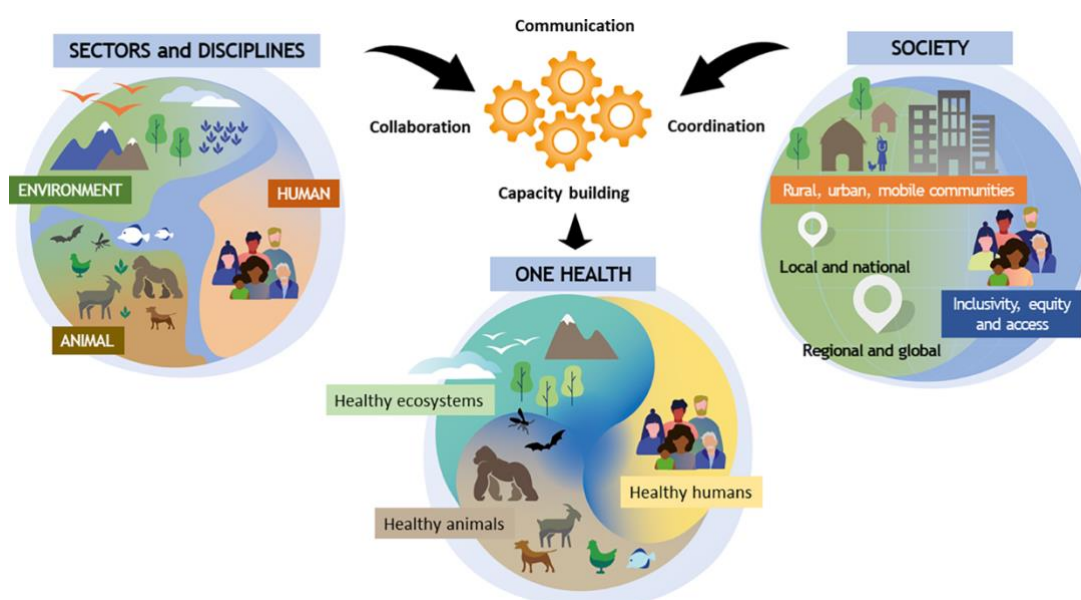 SECTORS and DISCIPLINES
ENVIRONMENT
HUMAN
ANIMAL
Communication
Collaboration
Coordination
Capacity building
SOCIETY
Rural, urban, mobile communities
Local and national
Inclusivity, equity
and access
Regional and global
ONE HEALTH
Healthy ecosystems
Healthy humans
Healthy animals